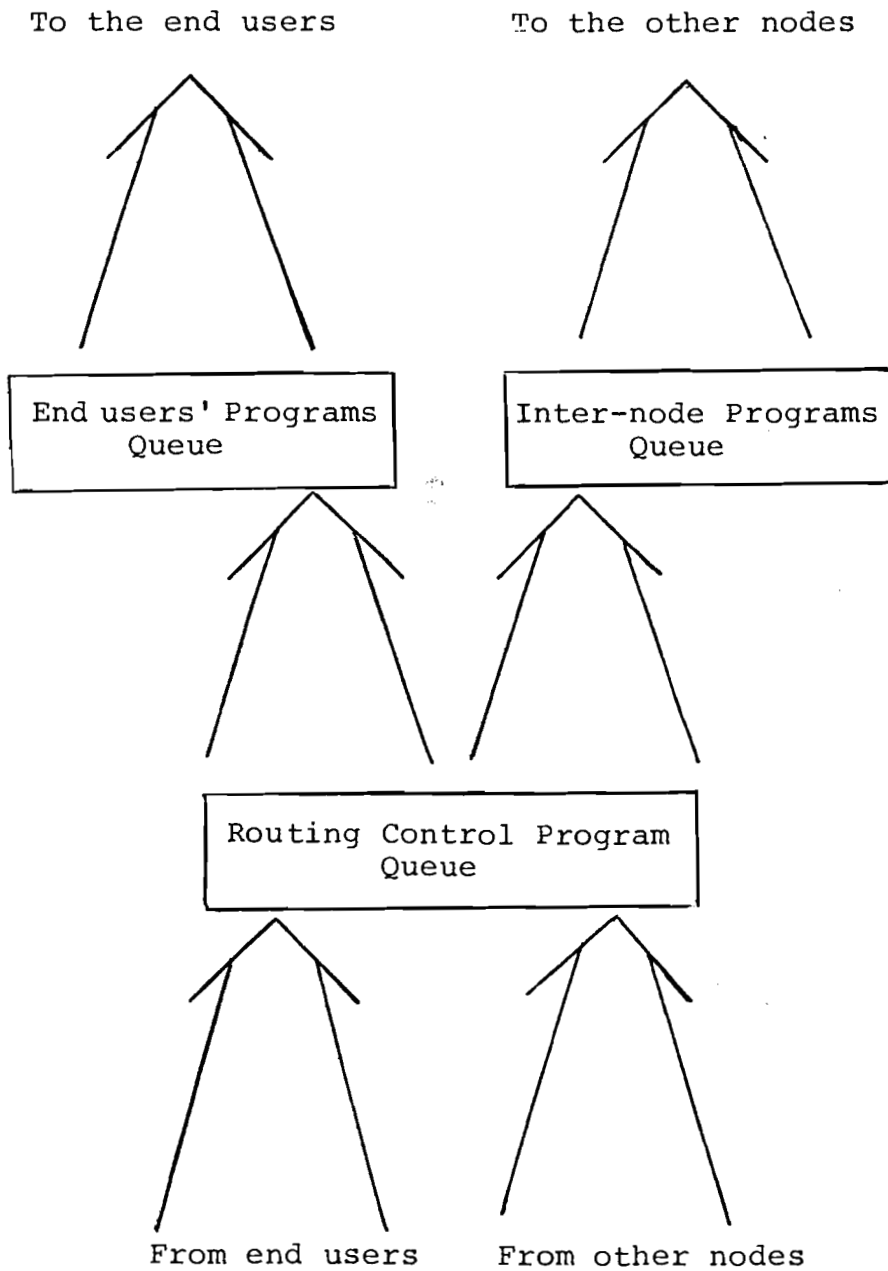 To the end users
To the other nodes
End users' Programs
Queue
Inter-node Programs
Queue
Routing Control Program
Queue
From end users
From other nodes